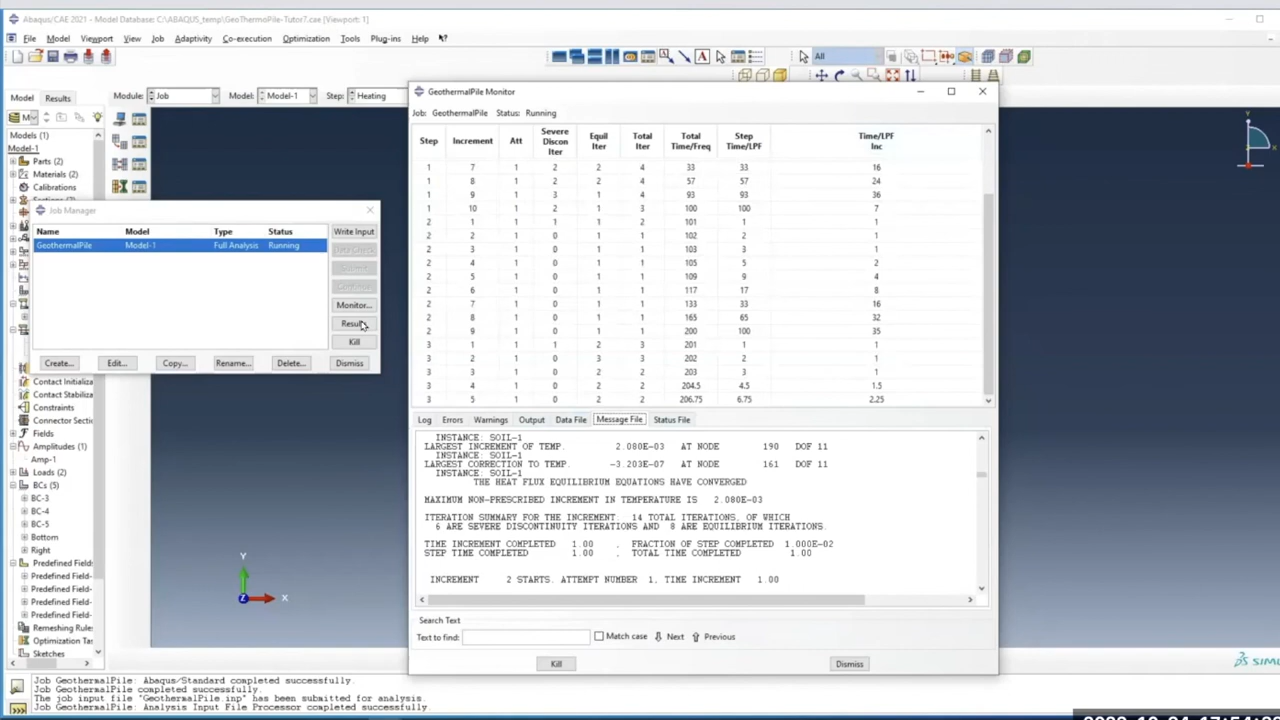 Abaqus/CAE 2021 - Model Database: C:\ABAQUS_temp\GeoThermoPile-Tutor7.cae [Viewport: 1]
File Model Viewport View Job Adaptivity Co-execution Optimization Tools Plug-ins Help
All
Model Results Module: Job Model: Model-1 Step: Heating
Models (1)
Model-1
Parts (2)
Materials (2)
Calibrations
Job Manager
Name Model Type Status Write Input
GeothermalPile Model-1 Full Analysis Running
Monitor...
Results
Kill
Create... Edit... Copy... Rename... Delete... Dismiss
Contact Initializa
Contact Stabiliza
Constraints
Connector Secti
Fields
Amplitudes (1)
Amp-1
Loads (2)
BCs (5)
BC-3
BC-4
BC-5
Bottom
Right
Predefined Field
Predefined Field-
Predefined Field-
Predefined Field-
Predefined Field-
Remeshing Rule
Optimization Ta
Sketches
Y
X
Z
GeothermalPile Monitor
Job: GeothermalPile Status: Running
Step Increment Att Severe Discon Iter Equil Iter Total Iter Total Time/Freq Step Time/LPF Time/LPF Inc
1 7 1 2 2 4 33 33 16
1 8 1 2 2 4 57 57 24
1 9 1 3 1 4 93 93 36
1 10 1 2 1 3 100 100 7
2 1 1 1 1 2 101 1 1
2 2 1 0 1 1 102 2 1
2 3 1 0 1 1 103 3 1
2 4 1 0 1 1 105 5 2
2 5 1 0 1 1 109 9 4
2 6 1 0 1 1 117 17 8
2 7 1 0 1 1 133 33 16
2 8 1 0 1 1 165 65 32
2 9 1 0 1 1 200 100 35
3 1 1 1 2 3 201 1 1
3 2 1 0 3 3 202 2 1
3 3 1 0 2 2 203 3 1
3 4 1 0 2 2 204.5 4.5 1.5
3 5 1 0 2 2 206.75 6.75 2.25
Log Errors Warnings Output Data File Message File Status File
INSTANCE: SOIL-1
LARGEST INCREMENT OF TEMP. 2.080E-03 AT NODE 190 DOF 11
INSTANCE: SOIL-1
LARGEST CORRECTION TO TEMP. -3.203E-07 AT NODE 161 DOF 11
INSTANCE: SOIL-1
THE HEAT FLUX EQUILIBRIUM EQUATIONS HAVE CONVERGED
MAXIMUM NON-PRESCRIBED INCREMENT IN TEMPERATURE IS 2.080E-03
ITERATION SUMMARY FOR THE INCREMENT: 14 TOTAL ITERATIONS, OF WHICH
6 ARE SEVERE DISCONTINUITY ITERATIONS AND 8 ARE EQUILIBRIUM ITERATIONS.
TIME INCREMENT COMPLETED 1.00 , FRACTION OF STEP COMPLETED 1.000E-02
STEP TIME COMPLETED 1.00 , TOTAL TIME COMPLETED 1.00
INCREMENT 2 STARTS. ATTEMPT NUMBER 1, TIME INCREMENT 1.00
Search Text
Text to find: Match case Next Previous
Kill Dismiss
Job GeothermalPile: Abaqus/Standard completed successfully.
Job GeothermalPile completed successfully.
The job input file "GeothermalPile.inp" has been submitted for analysis.
Job GeothermalPile: Analysis Input File Processor completed successfully.